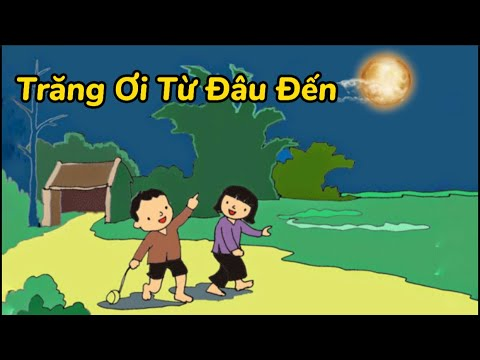 Trăng Ơi Từ Đâu Đến